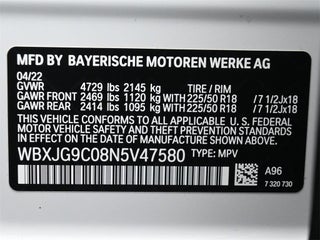 MFD BY BAYERISCHE MOTOREN WERKE AG
04/22
GVWR 4729 lbs 2145 kg TIRE / RIM
GAWR FRONT 2469 lbs 1120 kg WITH 225/50 R18 / 7 1/2Jx18
GAWR REAR 2414 lbs 1095 kg WITH 225/50 R18 / 7 1/2Jx18
THIS VEHICLE CONFORMS TO ALL APPLICABLE U.S. FEDERAL
MOTOR VEHICLE SAFETY, BUMPER, AND THEFT PREVENTION
STANDARDS IN EFFECT ON THE DATE OF MANUFACTURE SHOWN ABOVE.
WBXJG9C08N5V47580 TYPE: MPV
A96
7 320 730